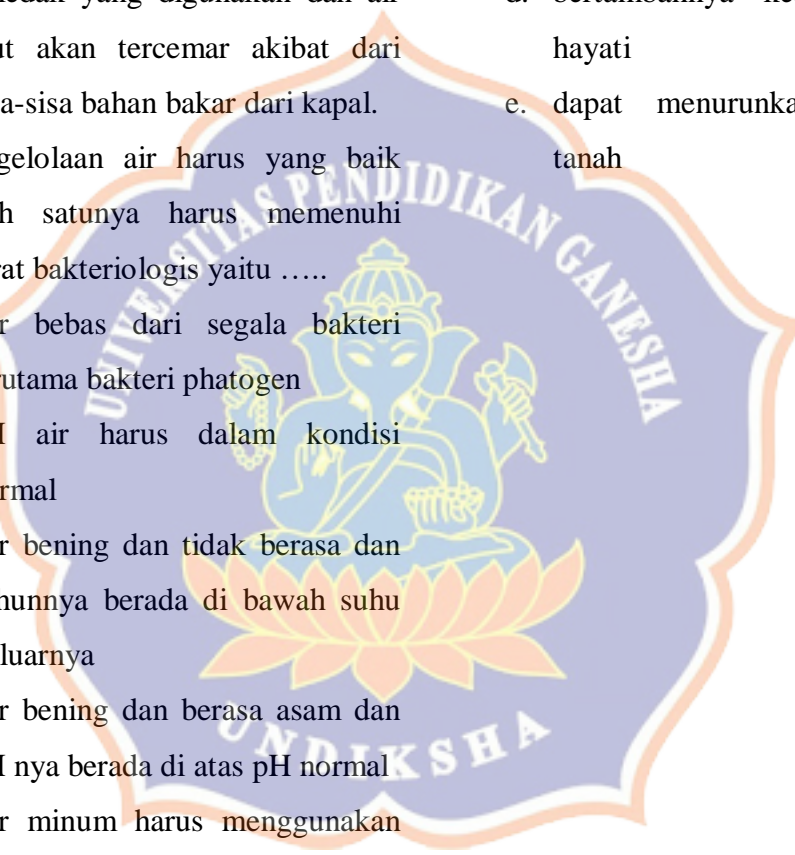 edak yang digunakan dan air
ut akan tercemar akibat dari
a-sisa bahan bakar dari kapal.
gelolaan air harus yang baik
h satunya harus memenuhi
rat bakteriologis yaitu …..
r bebas dari segala bakteri
rutama bakteri phatogen
air harus dalam kondisi
rmal
r bening dan tidak berasa dan
hunnya berada di bawah suhu
luarnya
r bening dan berasa asam dan
nya berada di atas pH normal
r minum harus menggunakan
d. bertambahnya ke
hayati
e. dapat menurunka
tanah
UNIVERSITAS PENDIDIKAN GANESHA
UNDIKSHA